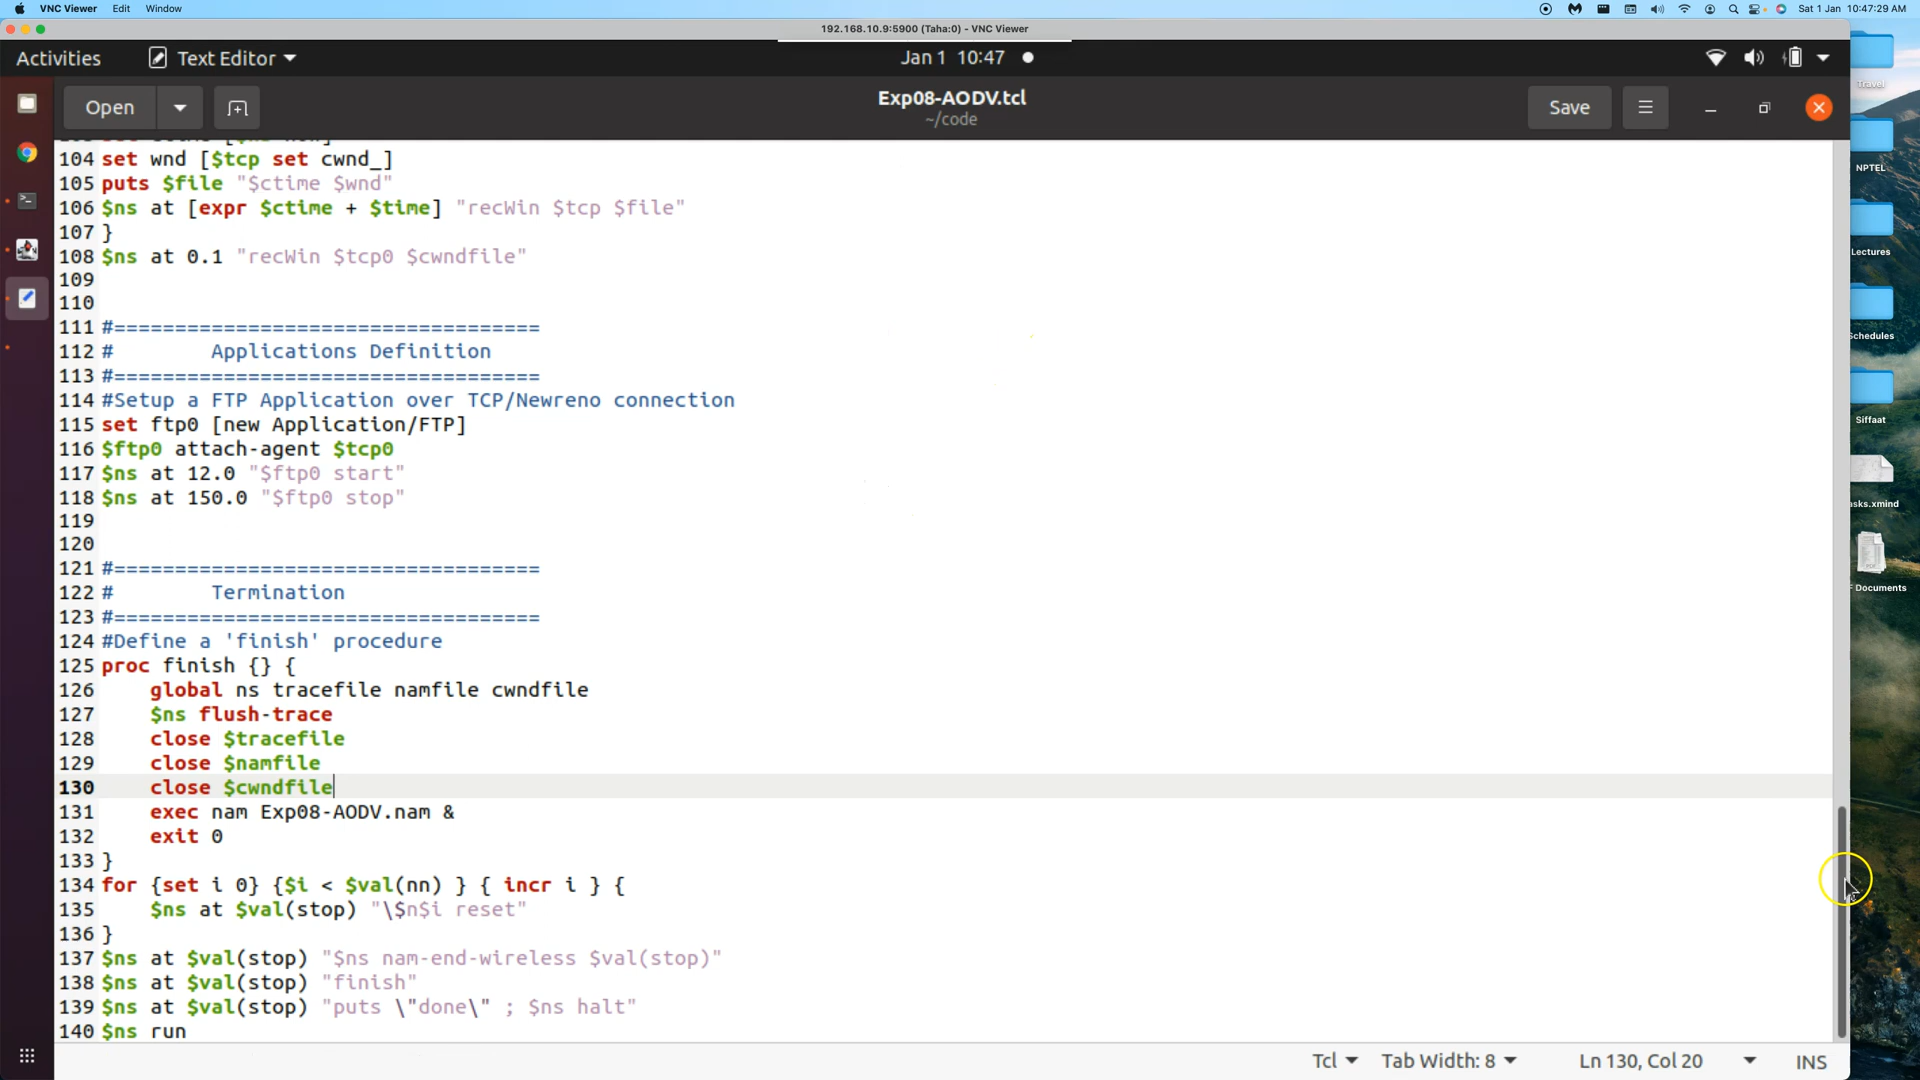 VNC Viewer Edit Window Sat 1 Jan 10:47:29 AM
192.168.10.9:5900 (Taha:0) - VNC Viewer
Activities Text Editor Jan 1 10:47
Open Exp08-AODV.tcl Save
~/code
104 set wnd [$tcp set cwnd_]
105 puts $file "$ctime $wnd"
106 $ns at [expr $ctime + $time] "recWin $tcp $file"
107 }
108 $ns at 0.1 "recWin $tcp0 $cwndfile"
109
110
111 #===================================
112 #        Applications Definition
113 #===================================
114 #Setup a FTP Application over TCP/Newreno connection
115 set ftp0 [new Application/FTP]
116 $ftp0 attach-agent $tcp0
117 $ns at 12.0 "$ftp0 start"
118 $ns at 150.0 "$ftp0 stop"
119
120
121 #===================================
122 #        Termination
123 #===================================
124 #Define a 'finish' procedure
125 proc finish {} {
126     global ns tracefile namfile cwndfile
127     $ns flush-trace
128     close $tracefile
129     close $namfile
130     close $cwndfile
131     exec nam Exp08-AODV.nam &
132     exit 0
133 }
134 for {set i 0} {$i < $val(nn) } { incr i } {
135     $ns at $val(stop) "\$n$i reset"
136 }
137 $ns at $val(stop) "$ns nam-end-wireless $val(stop)"
138 $ns at $val(stop) "finish"
139 $ns at $val(stop) "puts \"done\" ; $ns halt"
140 $ns run
Tcl Tab Width: 8 Ln 130, Col 20 INS
Travel
NPTEL
Lectures
Schedules
Siffaat
asks.xmind
Documents